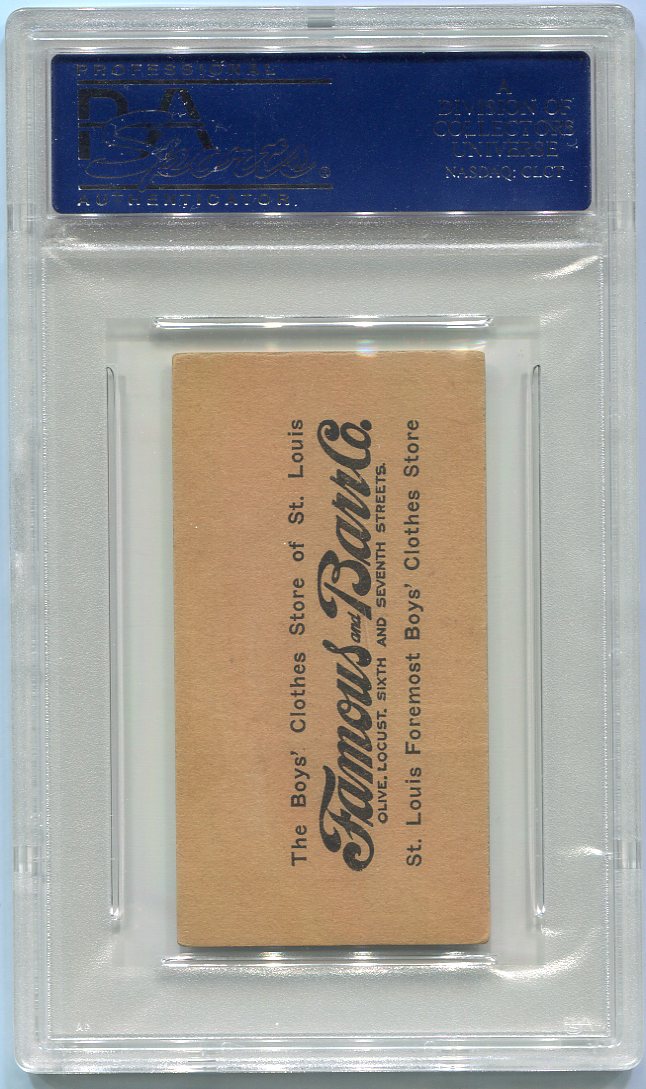 PROFESSIONAL
PSA
Sports®
AUTHENTICATOR
A
DIVISION OF
COLLECTORS
UNIVERSE™
NASDAQ: CLCT
The Boys' Clothes Store of St. Louis
Famous and Barr Co.
OLIVE, LOCUST, SIXTH AND SEVENTH STREETS.
St. Louis Foremost Boys' Clothes Store